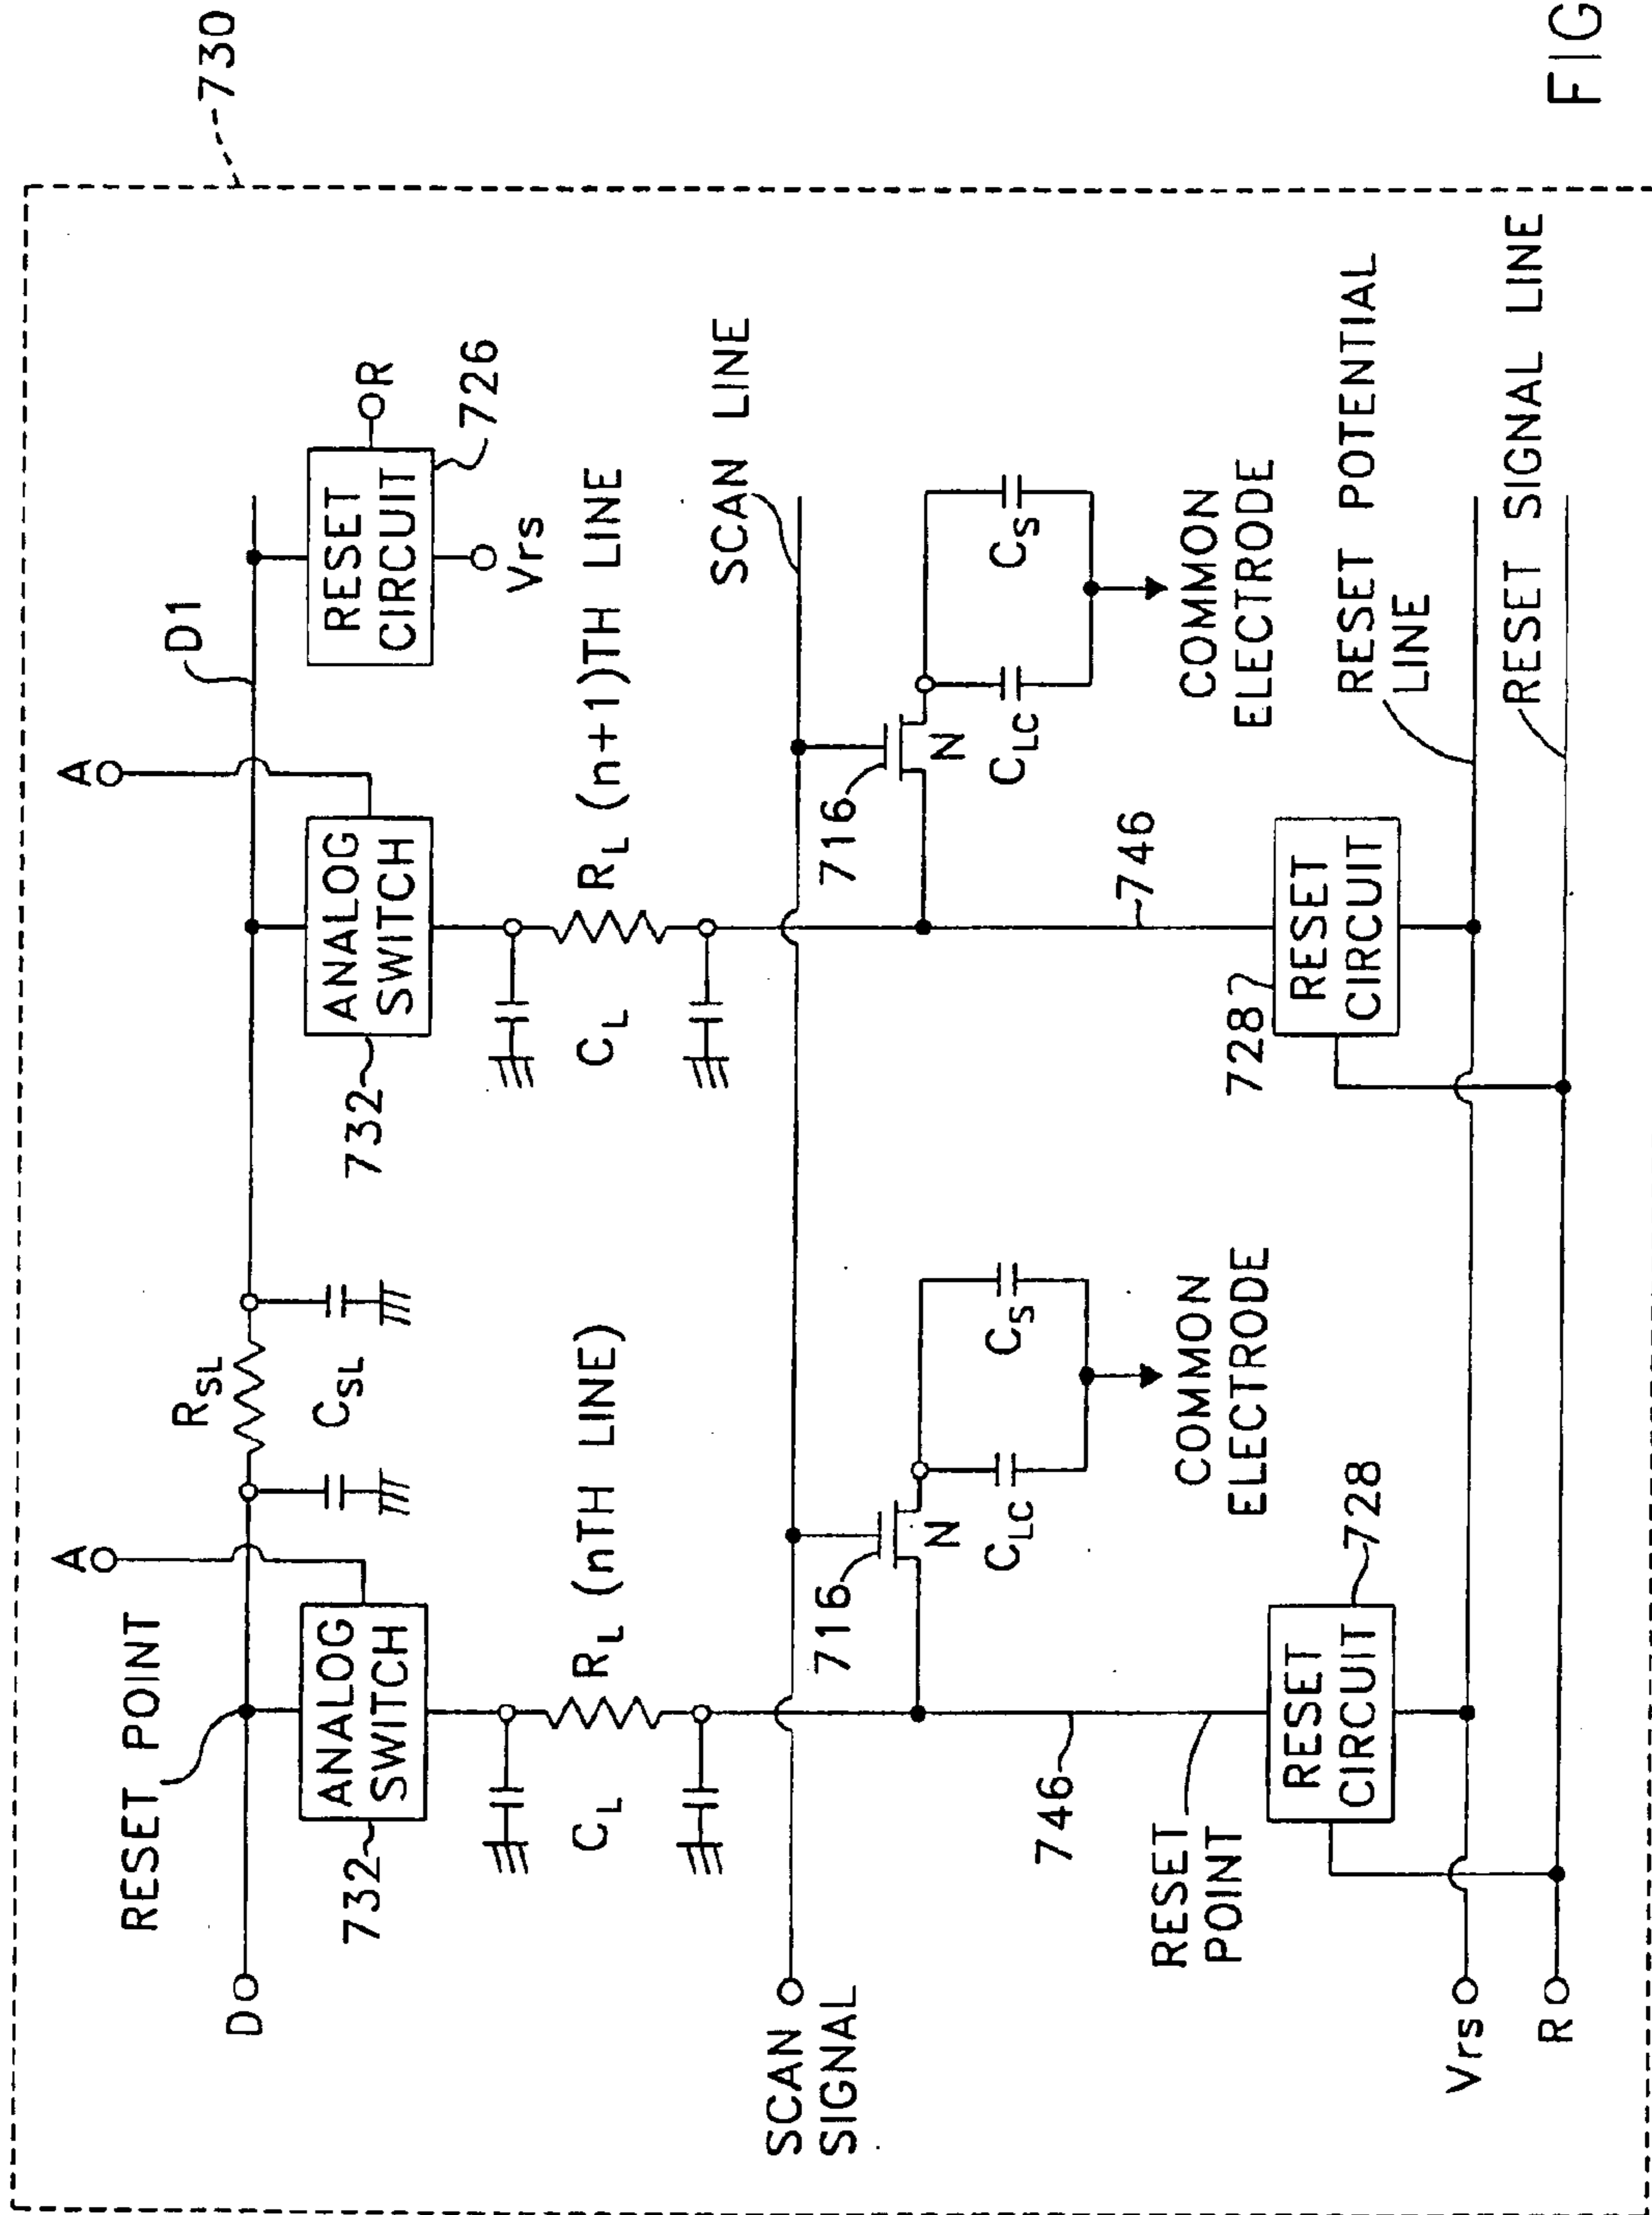 730
D1
A
A
RESET POINT
RSL
CSL
D
ANALOG
SWITCH
732
ANALOG
SWITCH
732
RESET
CIRCUIT
R
726
Vrs
CL
RL (nTH LINE)
CL
RL (n+1)TH LINE
SCAN LINE
SCAN
SIGNAL
716
N
CLC
CS
COMMON
ELECTRODE
716
N
CLC
CS
COMMON
ELECTRODE
746
RESET
POINT
746
RESET
CIRCUIT
728
728
RESET
CIRCUIT
RESET POTENTIAL
LINE
RESET SIGNAL LINE
Vrs
R
FIG